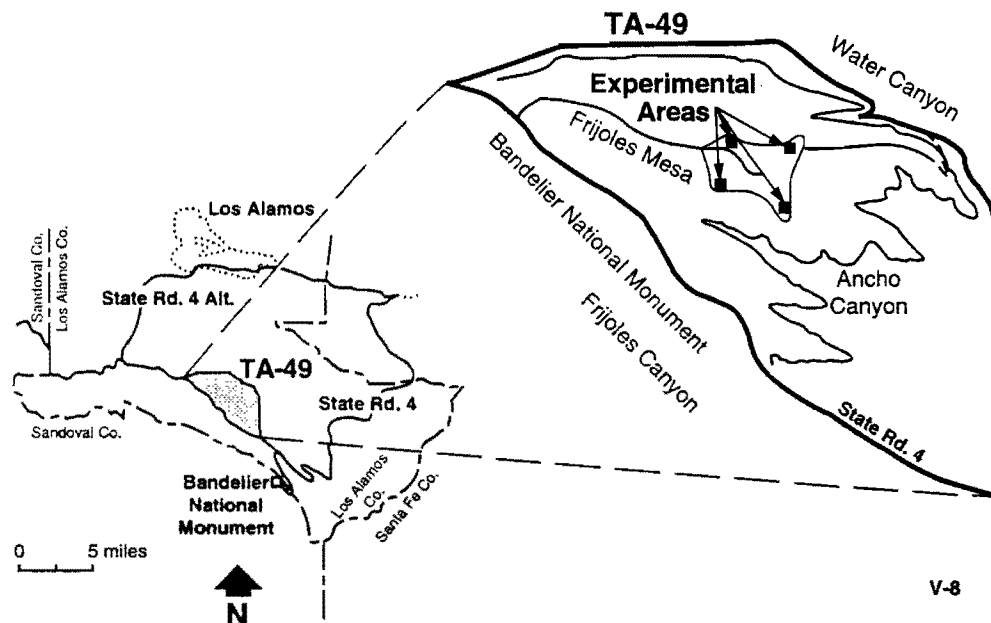 TA-49
Water Canyon
Experimental
Areas
Frijoles Mesa
Bandelier National Monument
Frijoles Canyon
Ancho
Canyon
State Rd. 4
Los Alamos
Sandoval Co.
Los Alamos Co.
State Rd. 4 Alt.
TA-49
State Rd. 4
Sandoval Co.
Bandelier
National
Monument
Los Alamos
Co.
Santa Fe Co.
0 5 miles
N
V-8